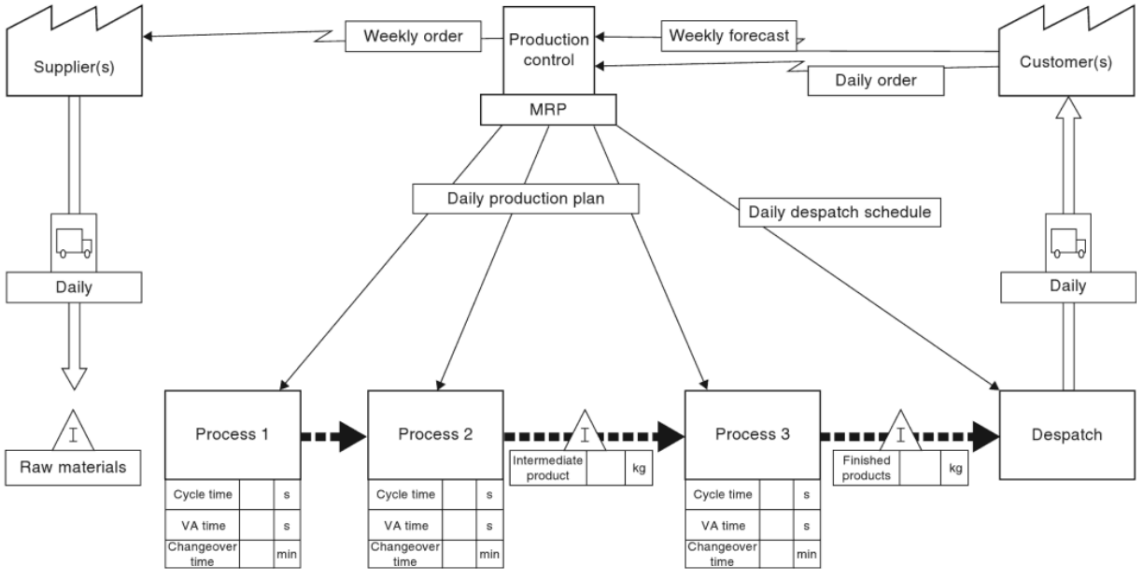 Supplier(s)
Weekly order
Production
control
Weekly forecast
Daily order
Customer(s)
MRP
Daily production plan
Daily despatch schedule
Daily
Daily
I
Raw materials
Process 1
Cycle time s
VA time s
Changeover
time min
Process 2
Cycle time s
VA time s
Changeover
time min
I
Intermediate
product kg
Process 3
Cycle time s
VA time s
Changeover
time min
I
Finished
products kg
Despatch